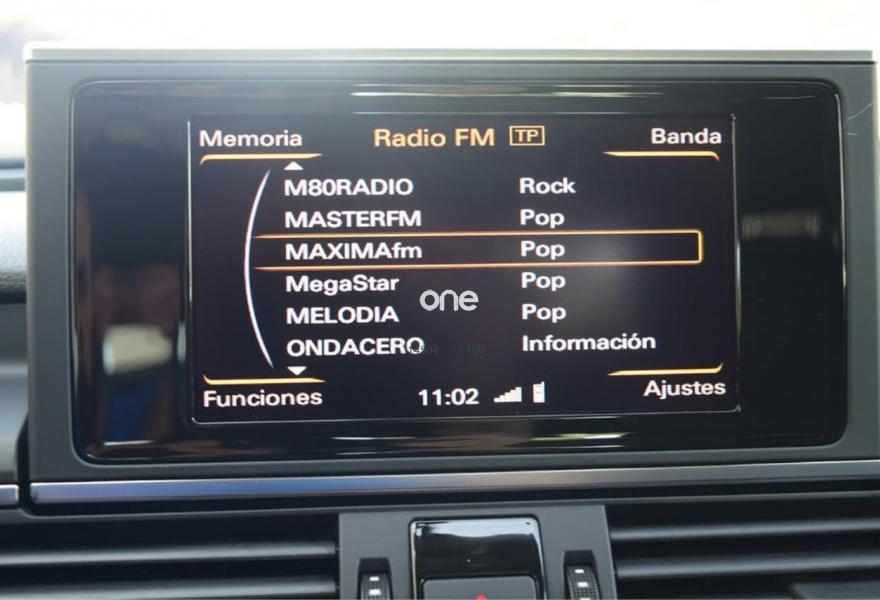 Memoria Radio FM TP Banda
M80RADIO Rock
MASTERFM Pop
MAXIMAfm Pop
MegaStar Pop
one
MELODIA Pop
ONDACERO Información
Funciones 11:02 Ajustes